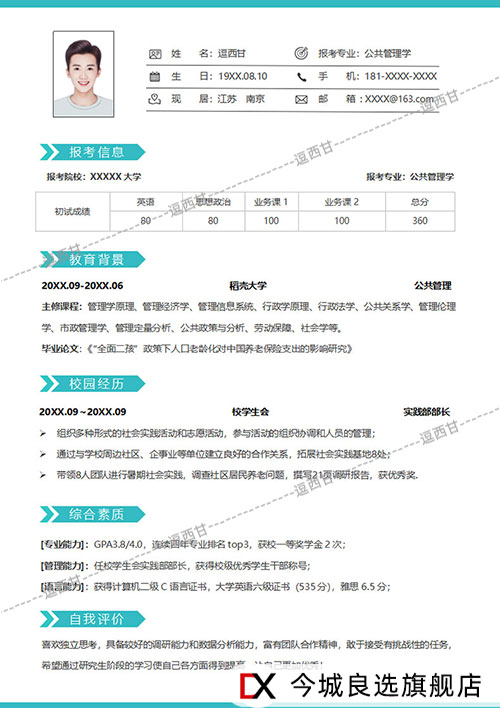 姓 名：逗西甘 报考专业：公共管理学
生 日：19XX.08.10 手 机：181-XXXX-XXXX
现 居：江苏 南京 邮 箱：XXXX@163.com
报考信息
报考院校：XXXXX 大学 报考专业：公共管理学
初试成绩 英语 思想政治 业务课 1 业务课 2 总分
80 80 100 100 360
教育背景
20XX.09-20XX.06 稻壳大学 公共管理
主修课程：管理学原理、管理经济学、管理信息系统、行政学原理、行政法学、公共关系学、管理伦理
学、市政管理学、管理定量分析、公共政策与分析、劳动保障、社会学等。
毕业论文：《“全面二孩”政策下人口老龄化对中国养老保险支出的影响研究》
校园经历
20XX.09～20XX.09 校学生会 实践部部长
组织多种形式的社会实践活动和志愿活动，参与活动的组织协调和人员的管理；
通过与学校周边社区、企事业等单位建立良好的合作关系，拓展社会实践基地8处；
带领8人团队进行暑期社会实践，调查社区居民养老问题，撰写21页调研报告，获优秀奖.
综合素质
[专业能力]：GPA3.8/4.0，连续四年专业排名 top3，获校一等奖学金 2 次；
[管理能力]：任校学生会实践部部长，获得校级优秀学生干部称号；
[语言能力]：获得计算机二级 C 语言证书，大学英语六级证书（535分），雅思 6.5 分；
自我评价
喜欢独立思考，具备较好的调研能力和数据分析能力，富有团队合作精神，敢于接受有挑战性的任务，
希望通过研究生阶段的学习使自己各方面得到提高，让自己更加优秀！
逗西甘
逗西甘
逗西甘
逗西甘
逗西甘
逗西甘
CX 今城良选旗舰店